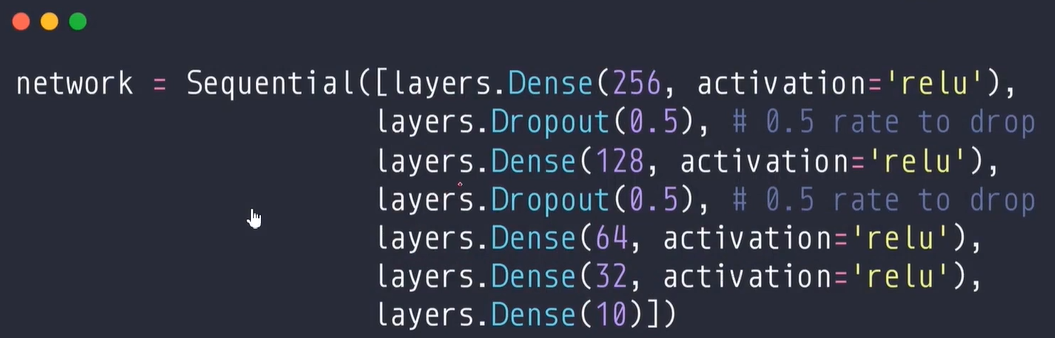 network = Sequential([layers.Dense(256, activation='relu'),
layers.Dropout(0.5), # 0.5 rate to drop
layers.Dense(128, activation='relu'),
layers.Dropout(0.5), # 0.5 rate to drop
layers.Dense(64, activation='relu'),
layers.Dense(32, activation='relu'),
layers.Dense(10)])